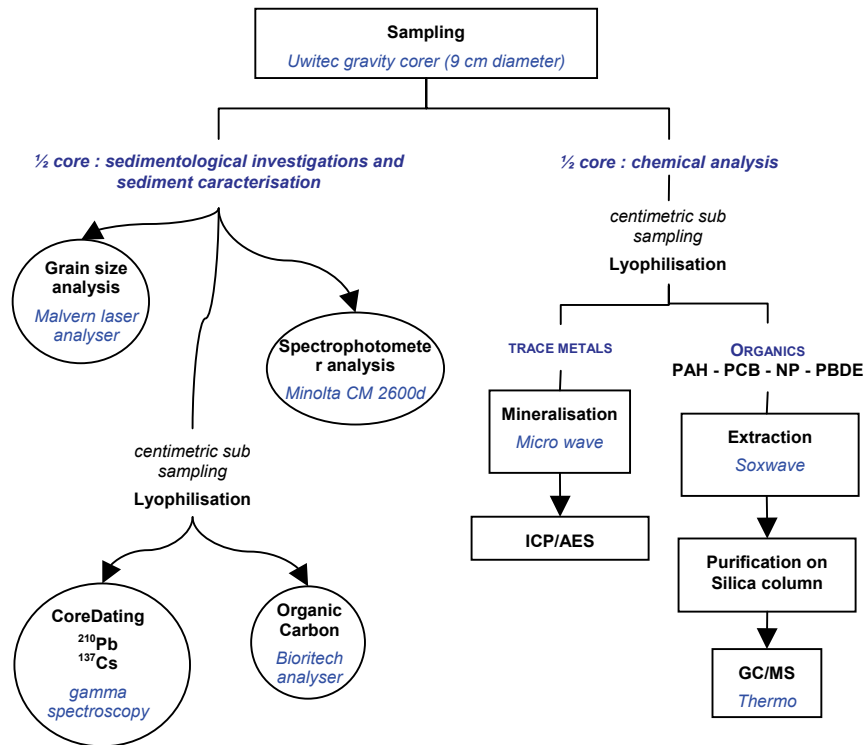 Sampling
Uwitec gravity corer (9 cm diameter)
½ core : sedimentological investigations and
sediment caracterisation
½ core : chemical analysis
centimetric sub
sampling
Lyophilisation
Grain size
analysis
Malvern laser
analyser
Spectrophotomete
r analysis
Minolta CM 2600d
TRACE METALS
ORGANICS
PAH - PCB - NP - PBDE
Mineralisation
Micro wave
Extraction
Soxwave
centimetric sub
sampling
Lyophilisation
ICP/AES
Purification on
Silica column
CoreDating
²¹⁰Pb
¹³⁷Cs
gamma
spectroscopy
Organic
Carbon
Bioritech
analyser
GC/MS
Thermo